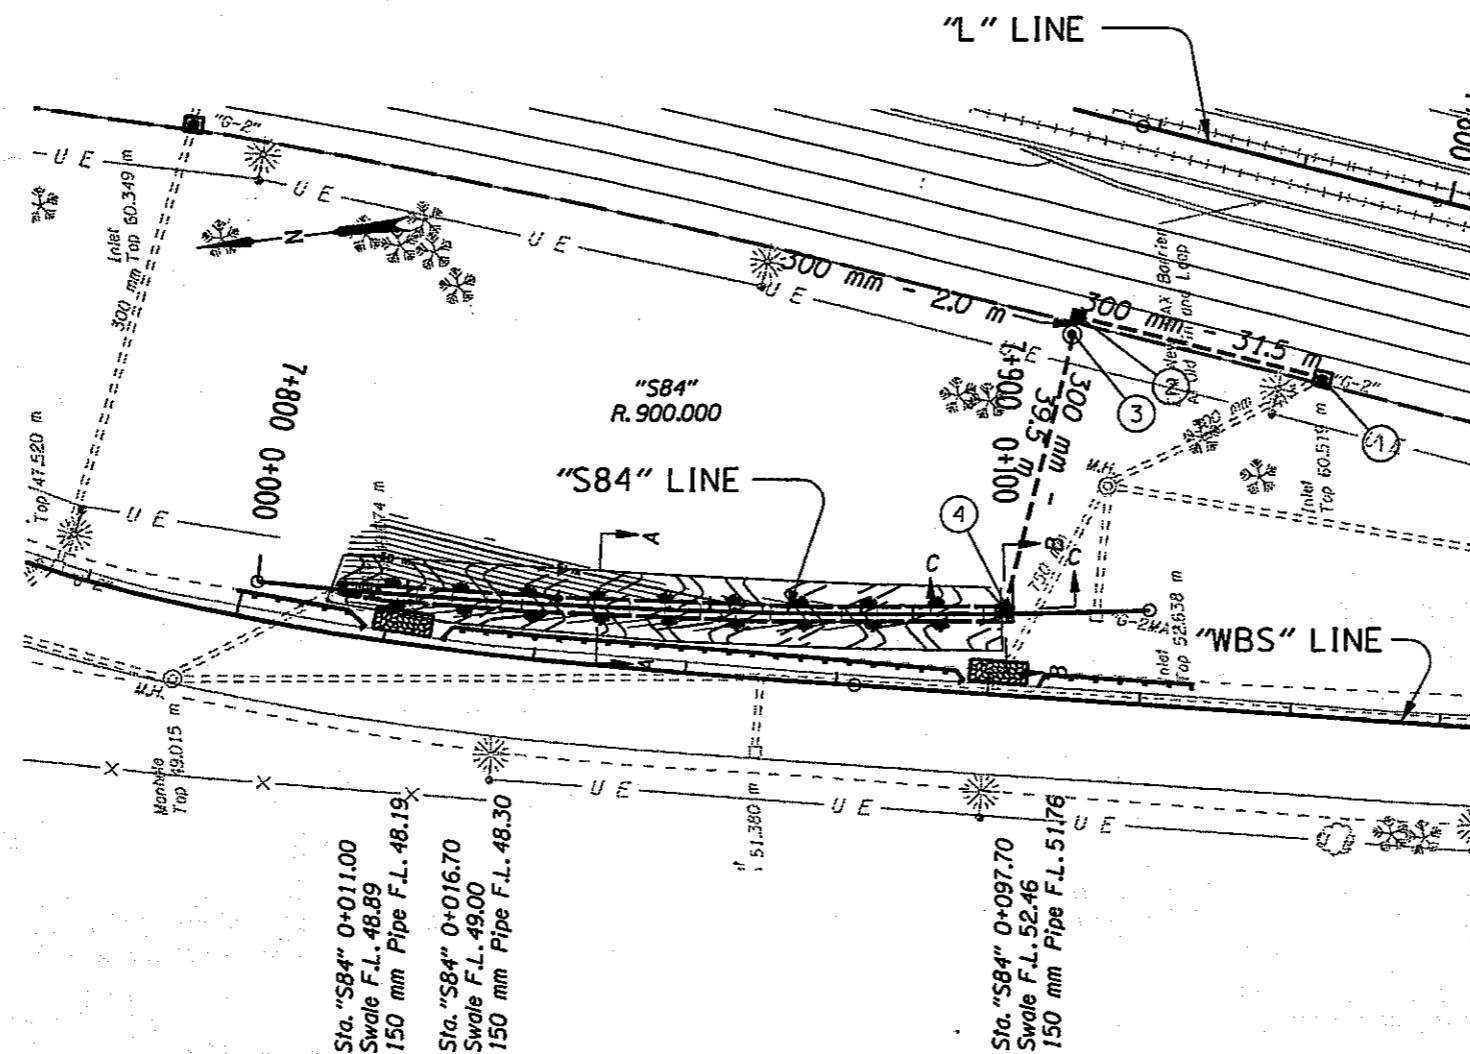 "L" LINE
"G-2"
U E
U E
U E
U E
U E
Inlet
Top 60.349 m
300 mm
N
300 mm - 2.0 m
300 mm - 31.5 m
"G-2"
2
3
1
7+900 0+100
300 mm - 39.5 m
7+800 0+000
"S84"
R. 900.000
"S84" LINE
Top 47.520 m
U E
A
4
B
C
C
M.H.
Inlet
Top 60.519 m
750 mm
"G-2MA"
Inlet
Top 52.638 m
"WBS" LINE
A
B
M.H.
Manhole
Top 49.015 m
51.380 m
U E
U E
U E
Sta. "S84" 0+011.00
Swale F.L. 48.89
150 mm Pipe F.L. 48.19
Sta. "S84" 0+016.70
Swale F.L. 49.00
150 mm Pipe F.L. 48.30
Sta. "S84" 0+097.70
Swale F.L. 52.46
150 mm Pipe F.L. 51.76